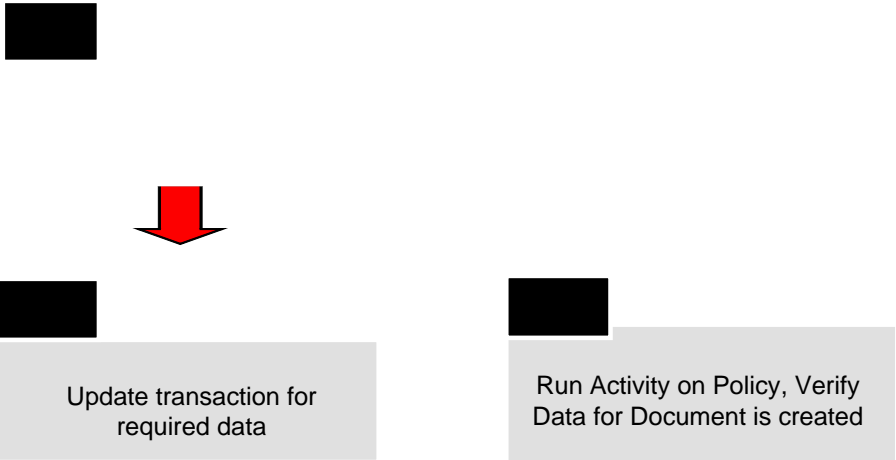 Update transaction for
required data
Run Activity on Policy, Verify
Data for Document is created